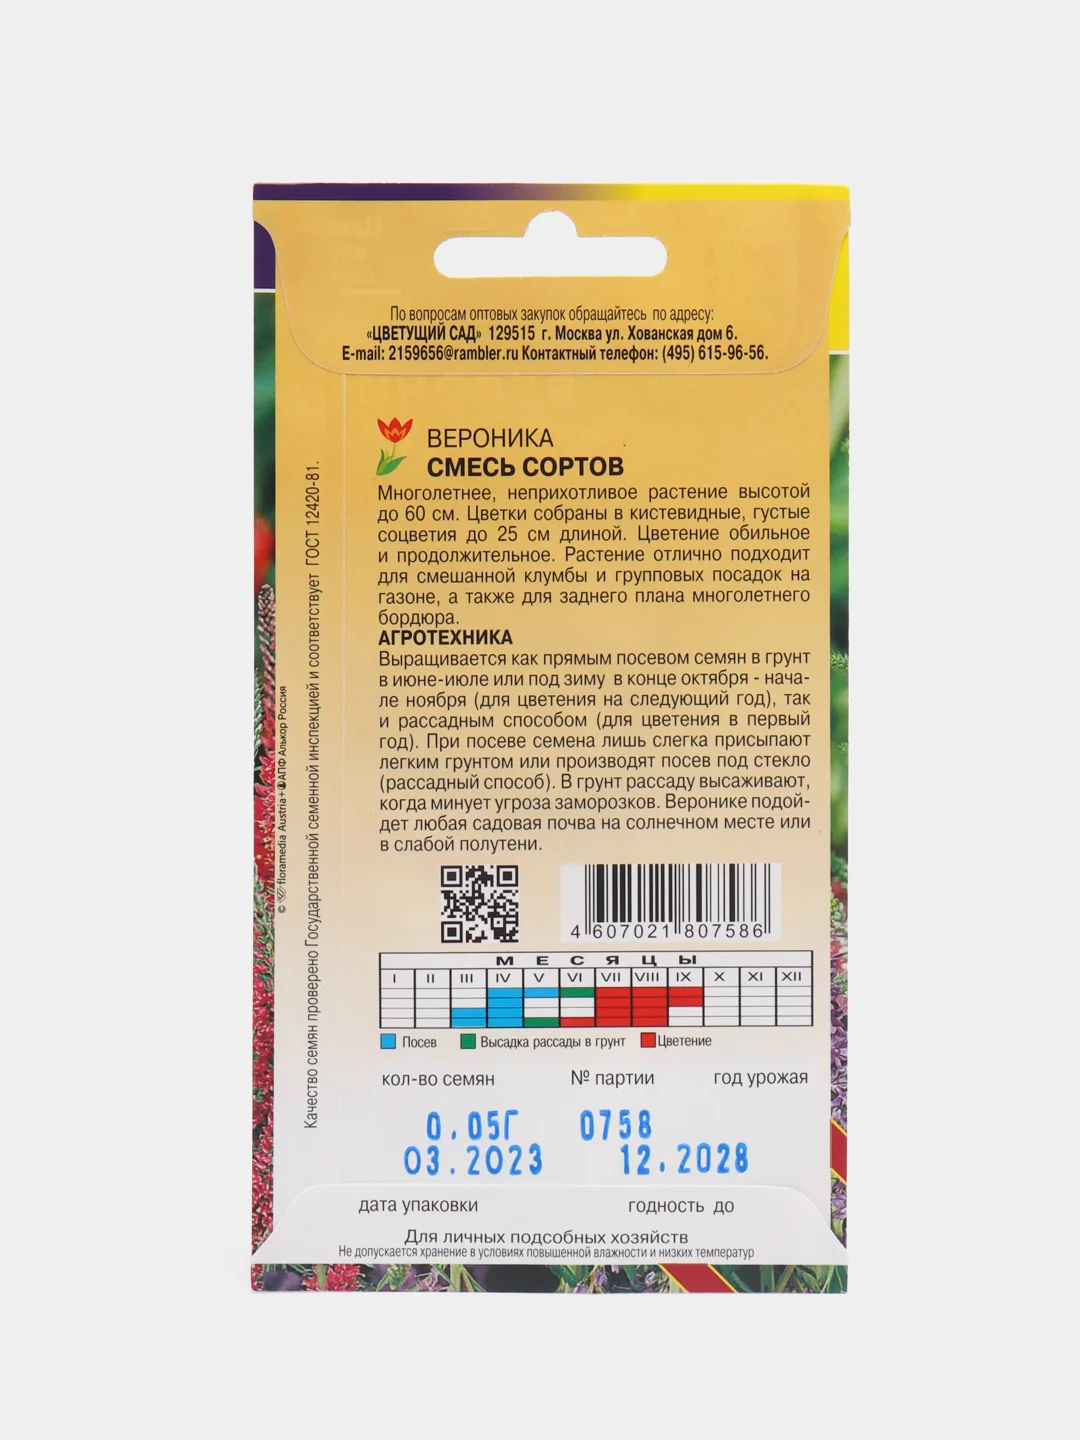 По вопросам оптовых закупок обращайтесь по адресу:
«ЦВЕТУЩИЙ САД» 129515 г. Москва ул. Хованская дом 6.
E-mail: 2159656@rambler.ru Контактный телефон: (495) 615-96-56.
ВЕРОНИКА
СМЕСЬ СОРТОВ
Многолетнее, неприхотливое растение высотой
до 60 см. Цветки собраны в кистевидные, густые
соцветия до 25 см длиной. Цветение обильное
и продолжительное. Растение отлично подходит
для смешанной клумбы и групповых посадок на
газоне, а также для заднего плана многолетнего
бордюра.
АГРОТЕХНИКА
Выращивается как прямым посевом семян в грунт
в июне-июле или под зиму в конце октября - нача-
ле ноября (для цветения на следующий год), так
и рассадным способом (для цветения в первый
год). При посеве семена лишь слегка присыпают
легким грунтом или производят посев под стекло
(рассадный способ). В грунт рассаду высаживают,
когда минует угроза заморозков. Веронике подой-
дет любая садовая почва на солнечном месте или
в слабой полутени.
4 607021 807586
МЕСЯЦЫ
I II III IV V VI VII VIII IX X XI XII
Посев Высадка рассады в грунт Цветение
кол-во семян № партии год урожая
0.05Г 0758
03.2023 12.2028
дата упаковки годность до
Для личных подсобных хозяйств
Не допускается хранение в условиях повышенной влажности и низких температур
Качество семян проверено Государственной семенной инспекцией и соответствует ГОСТ 12420-81.
© floramedia Austria+ АПФ Алькор Россия